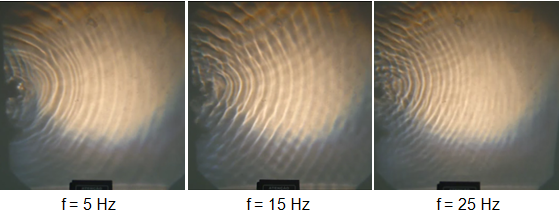 f = 5 Hz
f = 15 Hz
f = 25 Hz